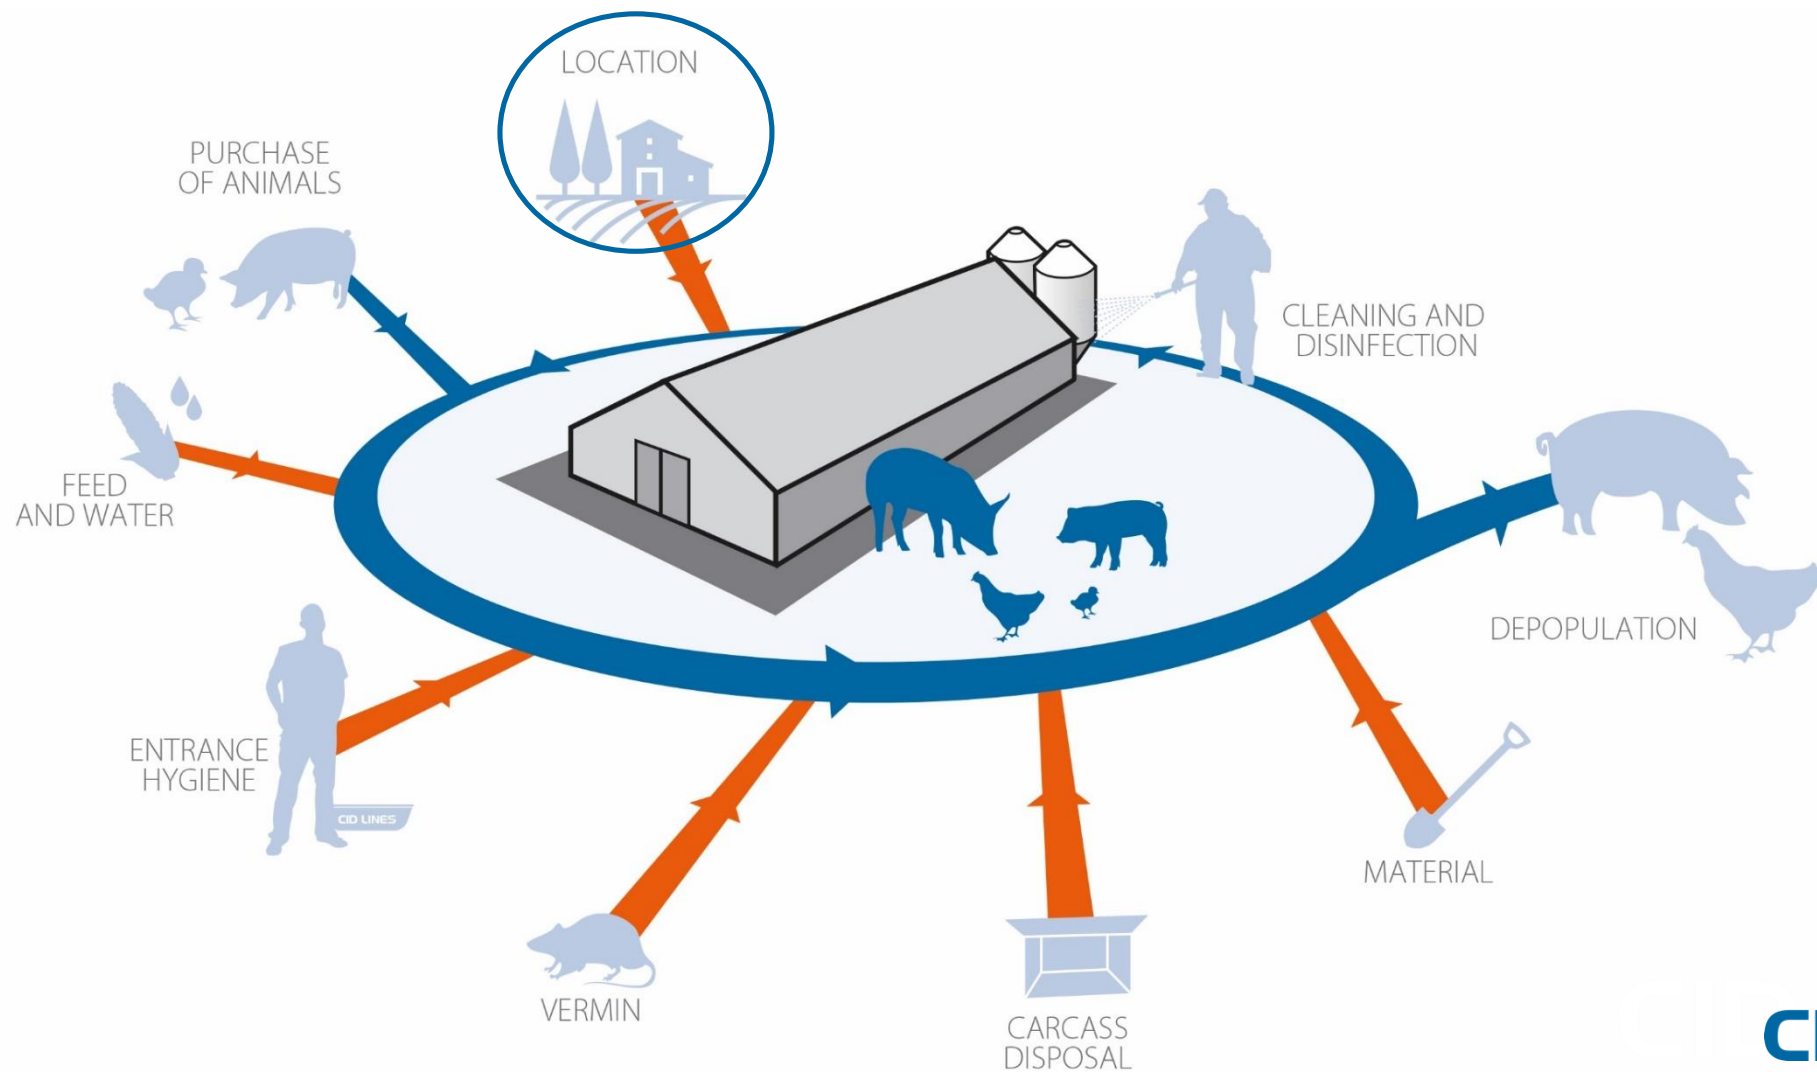 LOCATION
PURCHASE
OF ANIMALS
CLEANING AND
DISINFECTION
FEED
AND WATER
DEPOPULATION
ENTRANCE
HYGIENE
CID LINES
MATERIAL
VERMIN
CARCASS
DISPOSAL
CID